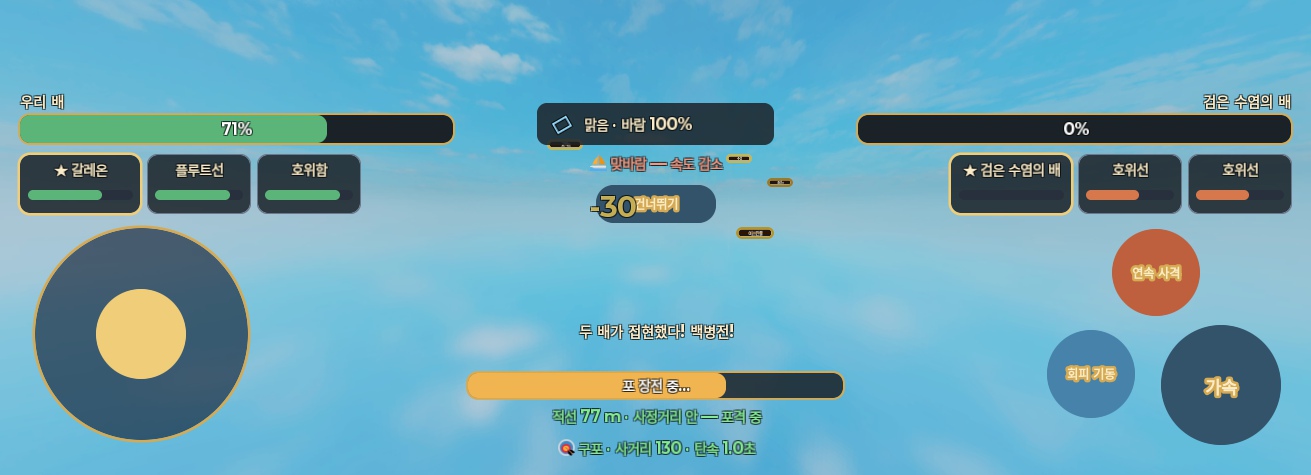 우리 배
검은 수염의 배
71%
맑음 · 바람 100%
0%
★ 갈레온
플루트선
호위함
맞바람 — 속도 감소
★ 검은 수염의 배
호위선
호위선
-30
건너뛰기
연속 사격
두 배가 접현했다! 백병전!
회피 기동
가속
포 장전 중...
적선 77 m · 사정거리 안 — 포격 중
구포 · 사거리 130 · 탄속 1.0초